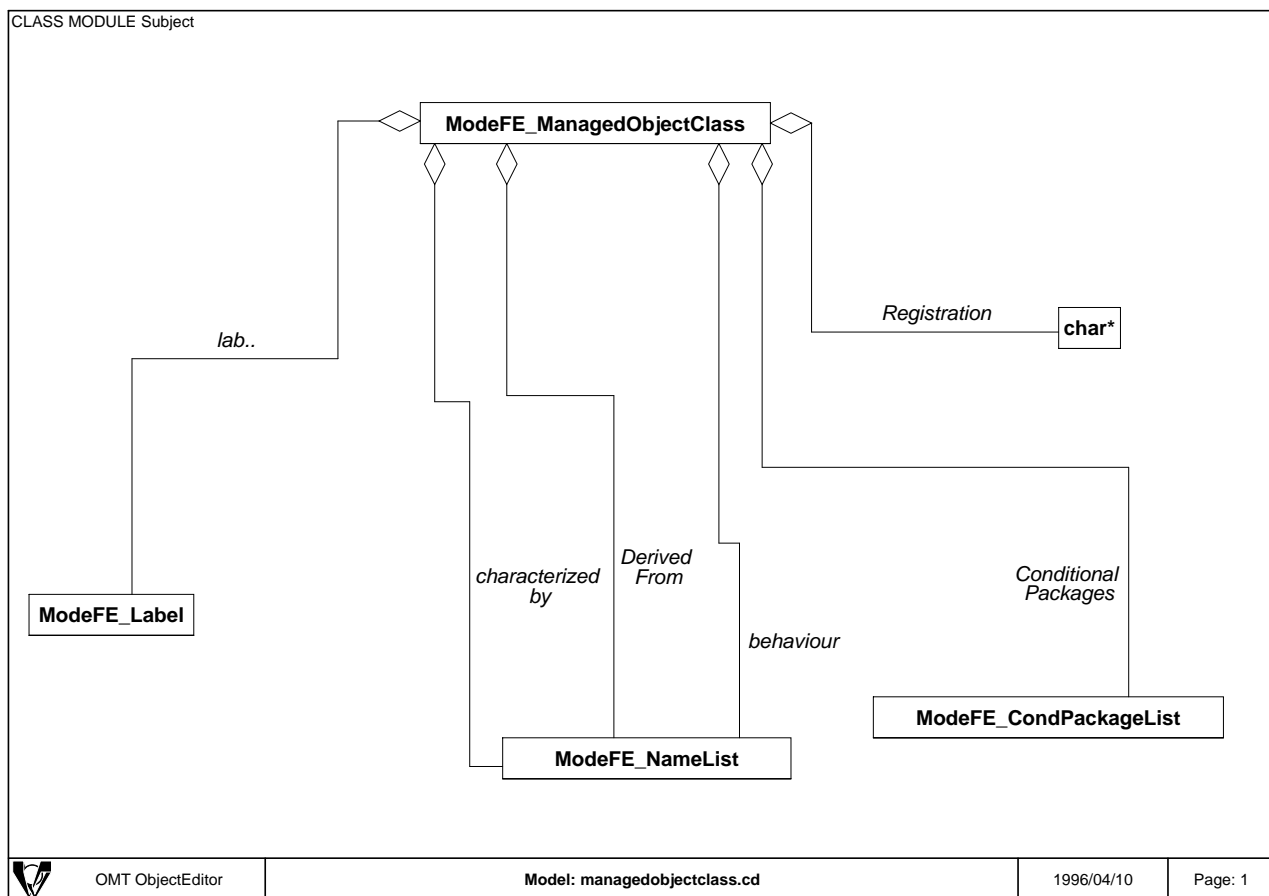 CLASS MODULE Subject
ModeFE_ManagedObjectClass
Registration
char*
lab..
characterized
by
Derived
From
behaviour
Conditional
Packages
ModeFE_Label
ModeFE_CondPackageList
ModeFE_NameList
OMT ObjectEditor
Model: managedobjectclass.cd
1996/04/10
Page: 1